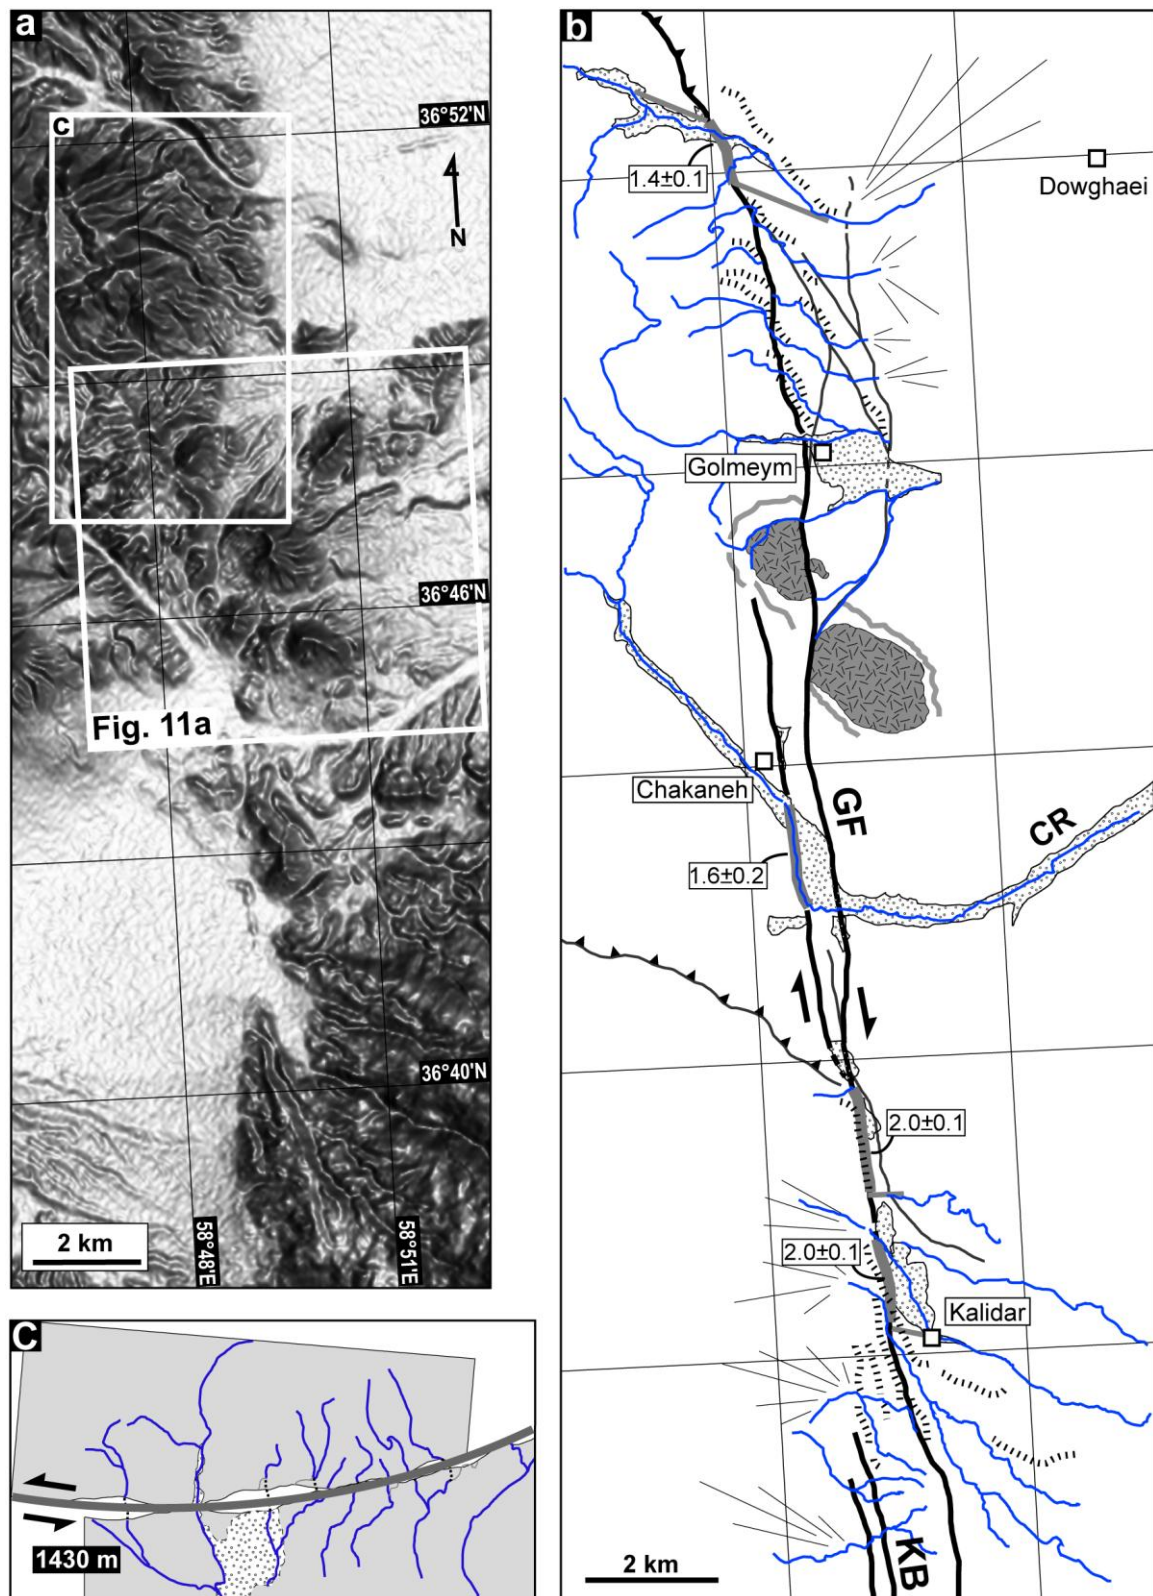 a
c
36°52'N
N
36°46'N
Fig. 11a
36°40'N
2 km
58°48'E
58°51'E
b
1.4±0.1
Dowghaei
Golmeym
Chakaneh
GF
CR
1.6±0.2
2.0±0.1
2.0±0.1
Kalidar
KB
2 km
C
1430 m